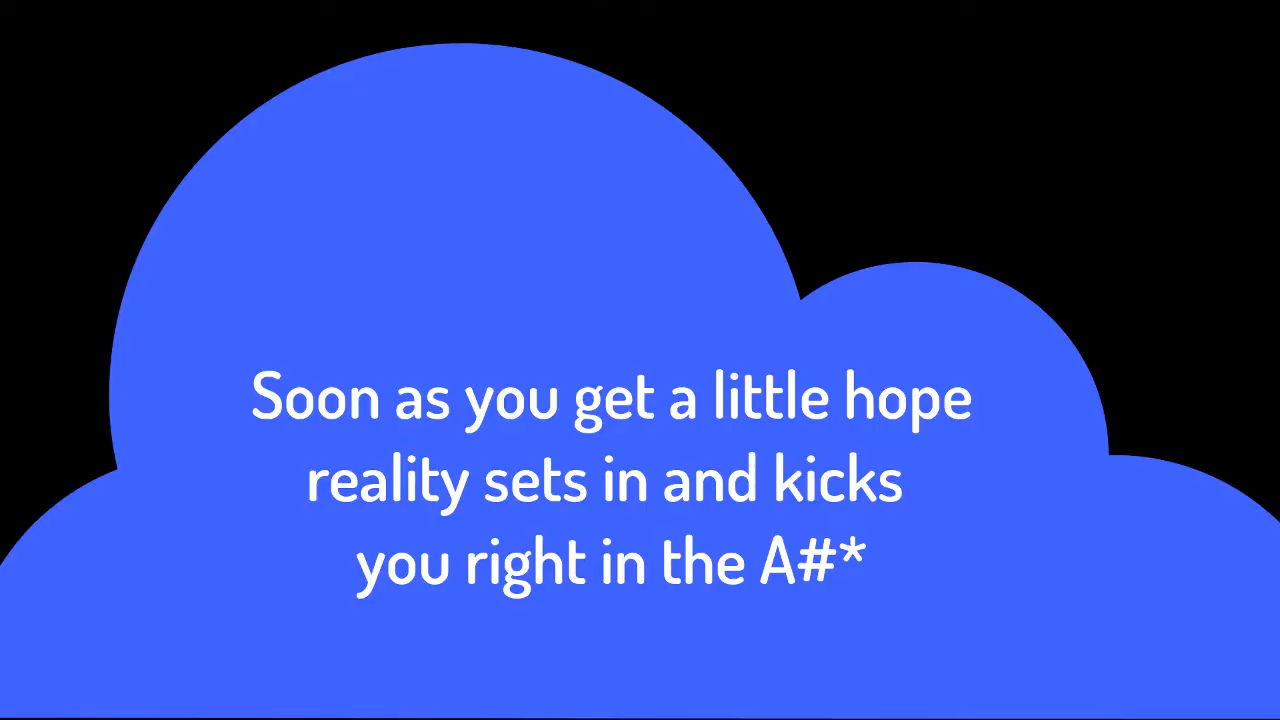 Soon as you get a little hope
reality sets in and kicks
you right in the A#*